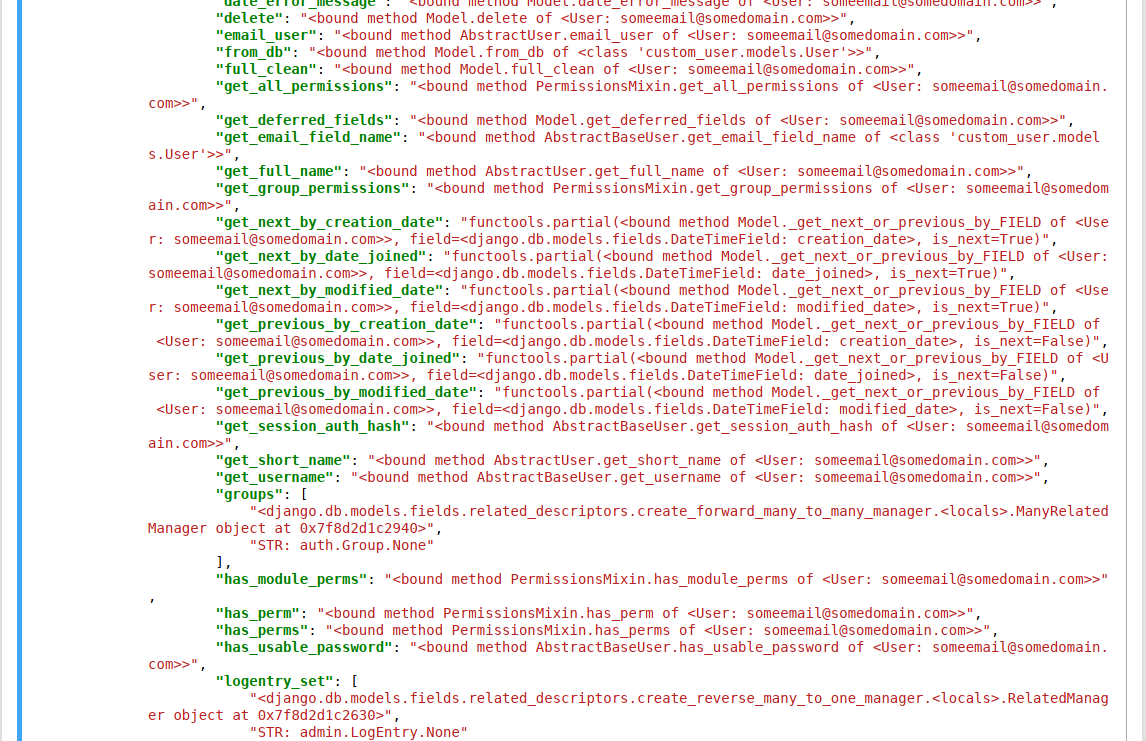 "date_error_message": "<bound method Model.date_error_message of <User: someemail@somedomain.com>>",
"delete": "<bound method Model.delete of <User: someemail@somedomain.com>>",
"email_user": "<bound method AbstractUser.email_user of <User: someemail@somedomain.com>>",
"from_db": "<bound method Model.from_db of <class 'custom_user.models.User'>>",
"full_clean": "<bound method Model.full_clean of <User: someemail@somedomain.com>>",
"get_all_permissions": "<bound method PermissionsMixin.get_all_permissions of <User: someemail@somedomain.
com>>",
"get_deferred_fields": "<bound method Model.get_deferred_fields of <User: someemail@somedomain.com>>",
"get_email_field_name": "<bound method AbstractBaseUser.get_email_field_name of <class 'custom_user.model
s.User'>>",
"get_full_name": "<bound method AbstractUser.get_full_name of <User: someemail@somedomain.com>>",
"get_group_permissions": "<bound method PermissionsMixin.get_group_permissions of <User: someemail@somedom
ain.com>>",
"get_next_by_creation_date": "functools.partial(<bound method Model._get_next_or_previous_by_FIELD of <Use
r: someemail@somedomain.com>>, field=<django.db.models.fields.DateTimeField: creation_date>, is_next=True)",
"get_next_by_date_joined": "functools.partial(<bound method Model._get_next_or_previous_by_FIELD of <User:
someemail@somedomain.com>>, field=<django.db.models.fields.DateTimeField: date_joined>, is_next=True)",
"get_next_by_modified_date": "functools.partial(<bound method Model._get_next_or_previous_by_FIELD of <Use
r: someemail@somedomain.com>>, field=<django.db.models.fields.DateTimeField: modified_date>, is_next=True)",
"get_previous_by_creation_date": "functools.partial(<bound method Model._get_next_or_previous_by_FIELD of
<User: someemail@somedomain.com>>, field=<django.db.models.fields.DateTimeField: creation_date>, is_next=False)",
"get_previous_by_date_joined": "functools.partial(<bound method Model._get_next_or_previous_by_FIELD of <U
ser: someemail@somedomain.com>>, field=<django.db.models.fields.DateTimeField: date_joined>, is_next=False)",
"get_previous_by_modified_date": "functools.partial(<bound method Model._get_next_or_previous_by_FIELD of
<User: someemail@somedomain.com>>, field=<django.db.models.fields.DateTimeField: modified_date>, is_next=False)",
"get_session_auth_hash": "<bound method AbstractBaseUser.get_session_auth_hash of <User: someemail@somedom
ain.com>>",
"get_short_name": "<bound method AbstractUser.get_short_name of <User: someemail@somedomain.com>>",
"get_username": "<bound method AbstractBaseUser.get_username of <User: someemail@somedomain.com>>",
"groups": [
"<django.db.models.fields.related_descriptors.create_forward_many_to_many_manager.<locals>.ManyRelated
Manager object at 0x7f8d2d1c2940>",
"STR: auth.Group.None"
],
"has_module_perms": "<bound method PermissionsMixin.has_module_perms of <User: someemail@somedomain.com>>"
,
"has_perm": "<bound method PermissionsMixin.has_perm of <User: someemail@somedomain.com>>",
"has_perms": "<bound method PermissionsMixin.has_perms of <User: someemail@somedomain.com>>",
"has_usable_password": "<bound method AbstractBaseUser.has_usable_password of <User: someemail@somedomain.
com>>",
"logentry_set": [
"<django.db.models.fields.related_descriptors.create_reverse_many_to_one_manager.<locals>.RelatedManag
er object at 0x7f8d2d1c2630>",
"STR: admin.LogEntry.None"